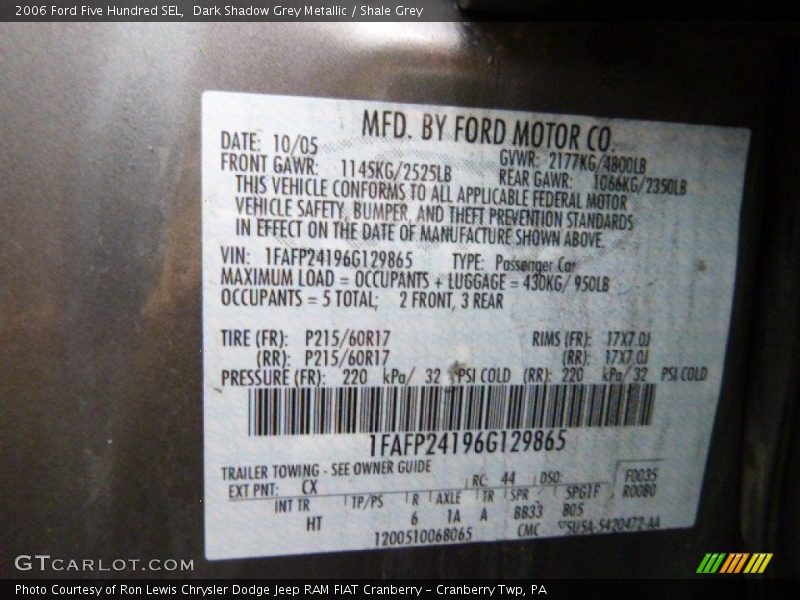 2006 Ford Five Hundred SEL,  Dark Shadow Grey Metallic / Shale Grey
MFD. BY FORD MOTOR CO.
DATE: 10/05 GVWR: 2177KG/4800LB
FRONT GAWR: 1145KG/2525LB REAR GAWR: 1066KG/2350LB
THIS VEHICLE CONFORMS TO ALL APPLICABLE FEDERAL MOTOR
VEHICLE SAFETY, BUMPER, AND THEFT PREVENTION STANDARDS
IN EFFECT ON THE DATE OF MANUFACTURE SHOWN ABOVE.
VIN: 1FAFP24196G129865 TYPE: Passenger Car
MAXIMUM LOAD = OCCUPANTS + LUGGAGE = 430KG/ 950LB
OCCUPANTS = 5 TOTAL; 2 FRONT, 3 REAR
TIRE (FR): P215/60R17 RIMS (FR): 17X7.0J
(RR): P215/60R17 (RR): 17X7.0J
PRESSURE (FR): 220 kPa/ 32 PSI COLD (RR): 220 kPa/ 32 PSI COLD
1FAFP24196G129865
TRAILER TOWING - SEE OWNER GUIDE
EXT PNT: CX RC: 44 DSO: F0035
R0080
INT TR TP/PS R AXLE TR SPR SPGTF
HT 6 1A A BB33 B05
1200510068065 CMC 5U5A-5420472-AA
GTCARLOT.COM
Photo Courtesy of Ron Lewis Chrysler Dodge Jeep RAM FIAT Cranberry – Cranberry Twp, PA